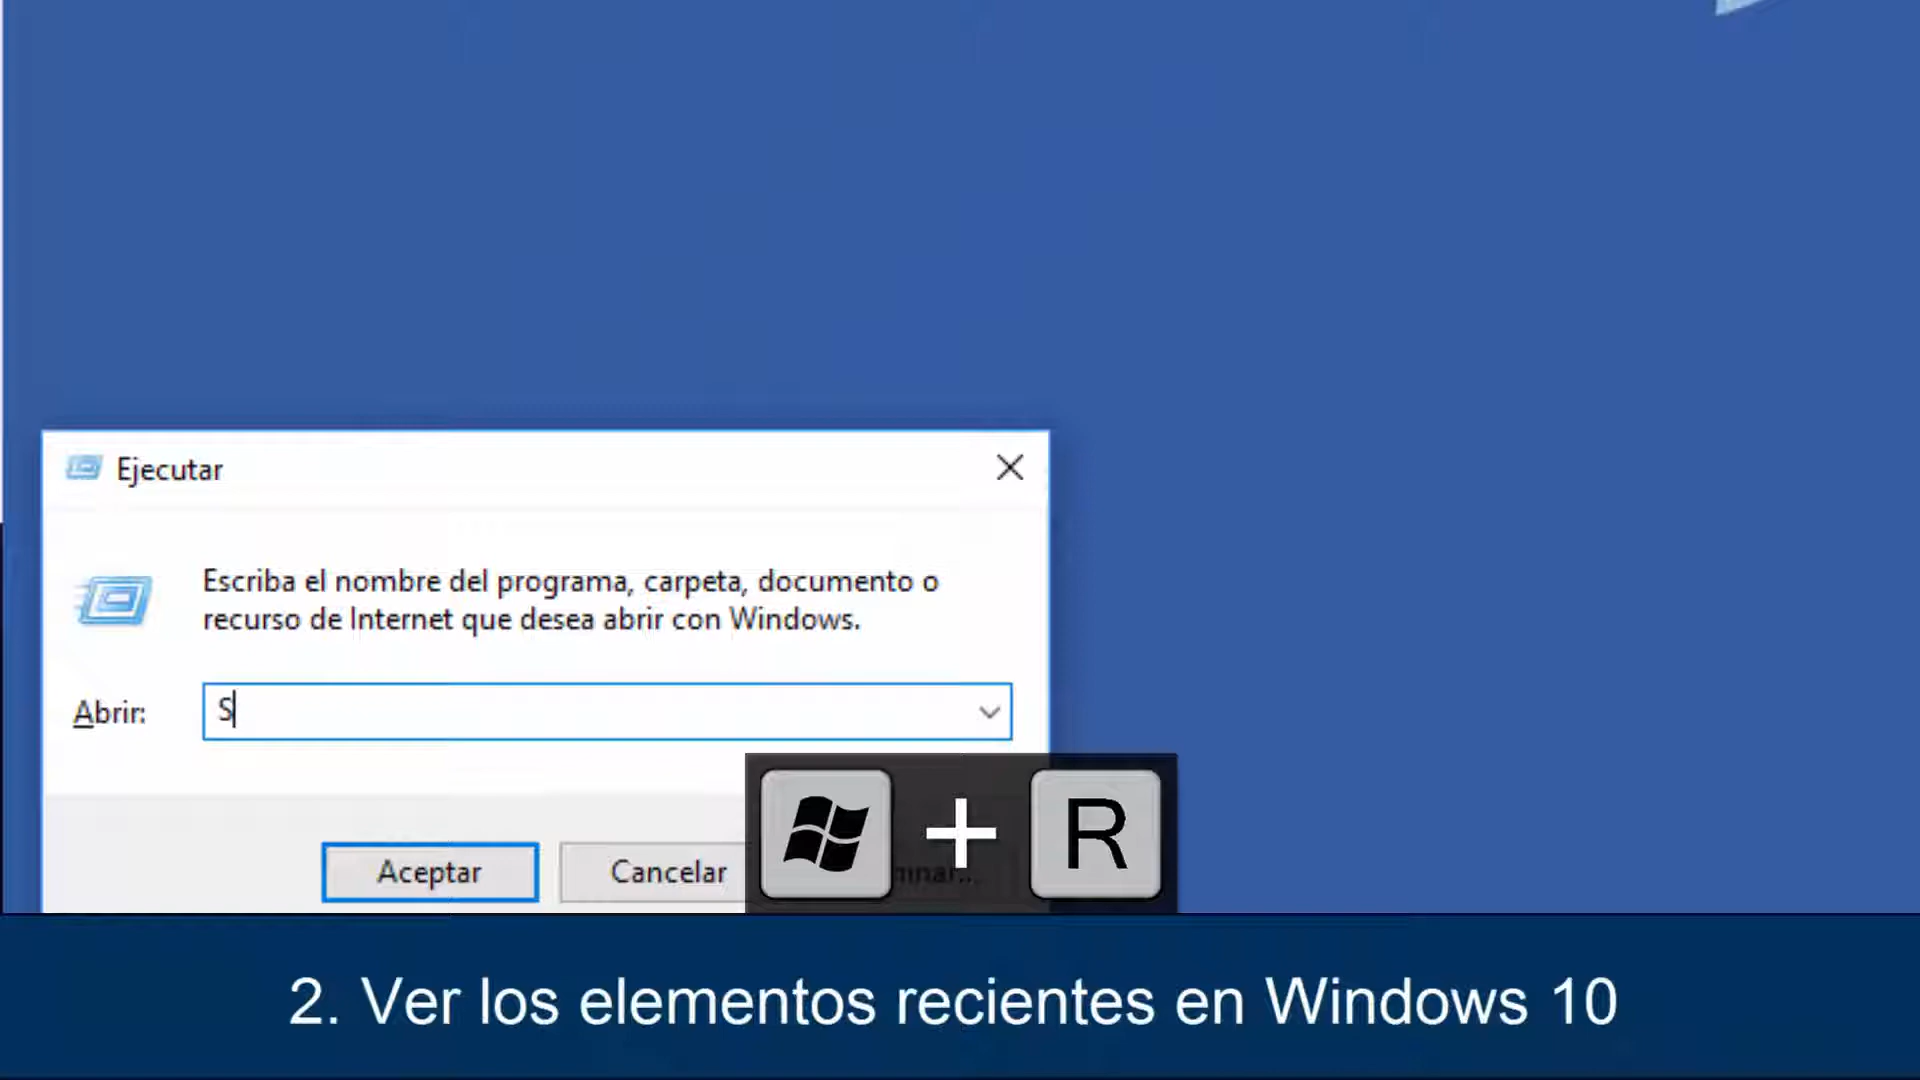 Ejecutar
Escriba el nombre del programa, carpeta, documento o
recurso de Internet que desea abrir con Windows.
Abrir: S
Aceptar Cancelar
+ R
2. Ver los elementos recientes en Windows 10